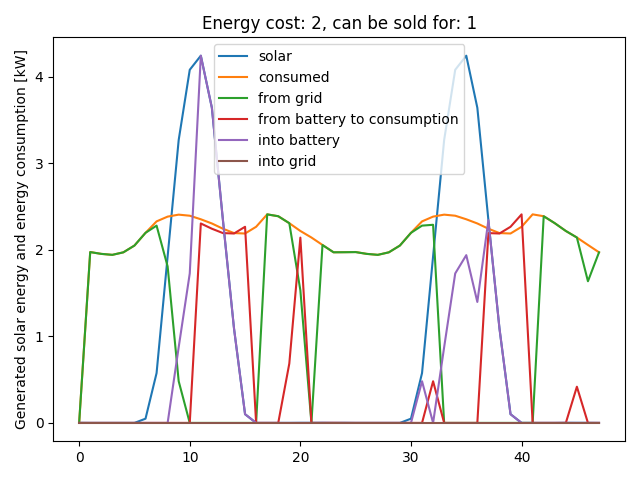 Energy cost: 2, can be sold for: 1
Generated solar energy and energy consumption [kW]
solar
consumed
from grid
from battery to consumption
into battery
into grid
4
3
2
1
0
0 10 20 30 40